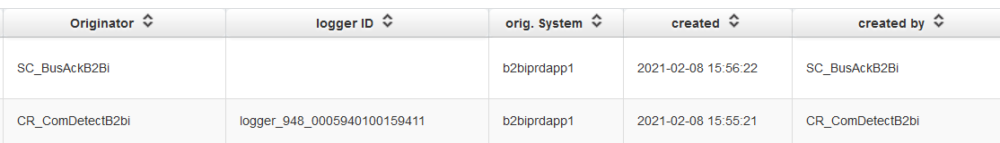 Originator logger ID orig. System created created by
SC_BusAckB2Bi b2biprdapp1 2021-02-08 15:56:22 SC_BusAckB2Bi
CR_ComDetectB2bi logger_948_0005940100159411 b2biprdapp1 2021-02-08 15:55:21 CR_ComDetectB2bi